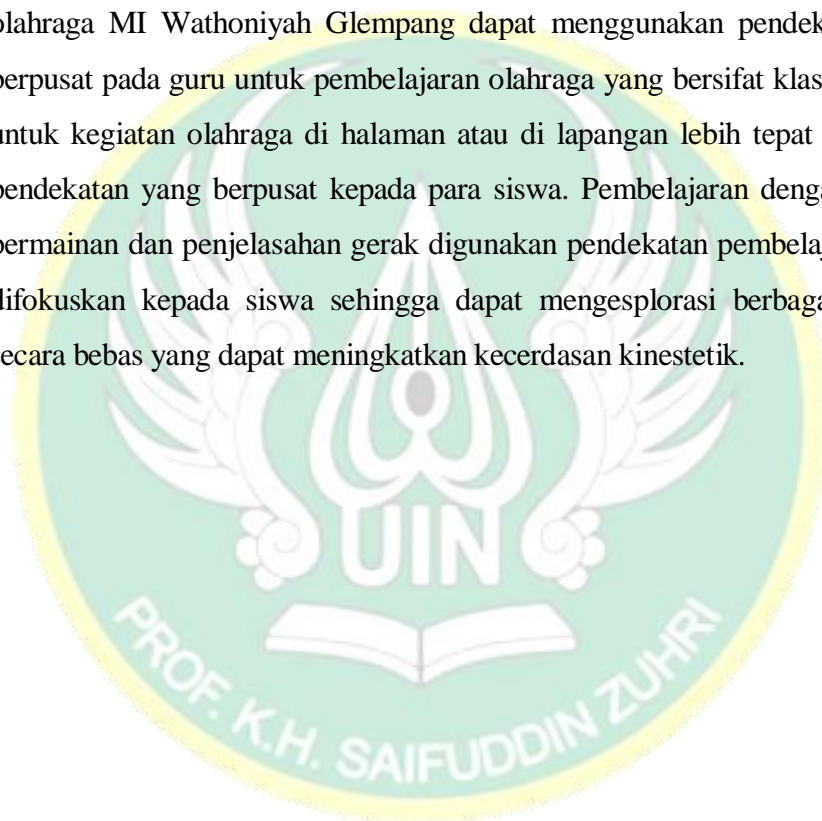 olahraga MI Wathoniyah Glempang dapat menggunakan pendek
berpusat pada guru untuk pembelajaran olahraga yang bersifat klas
untuk kegiatan olahraga di halaman atau di lapangan lebih tepat
pendekatan yang berpusat kepada para siswa. Pembelajaran denga
permainan dan penjelasahan gerak digunakan pendekatan pembelaj
difokuskan kepada siswa sehingga dapat mengesplorasi berbaga
secara bebas yang dapat meningkatkan kecerdasan kinestetik.
UIN
PROF. K.H. SAIFUDDIN ZUHRI